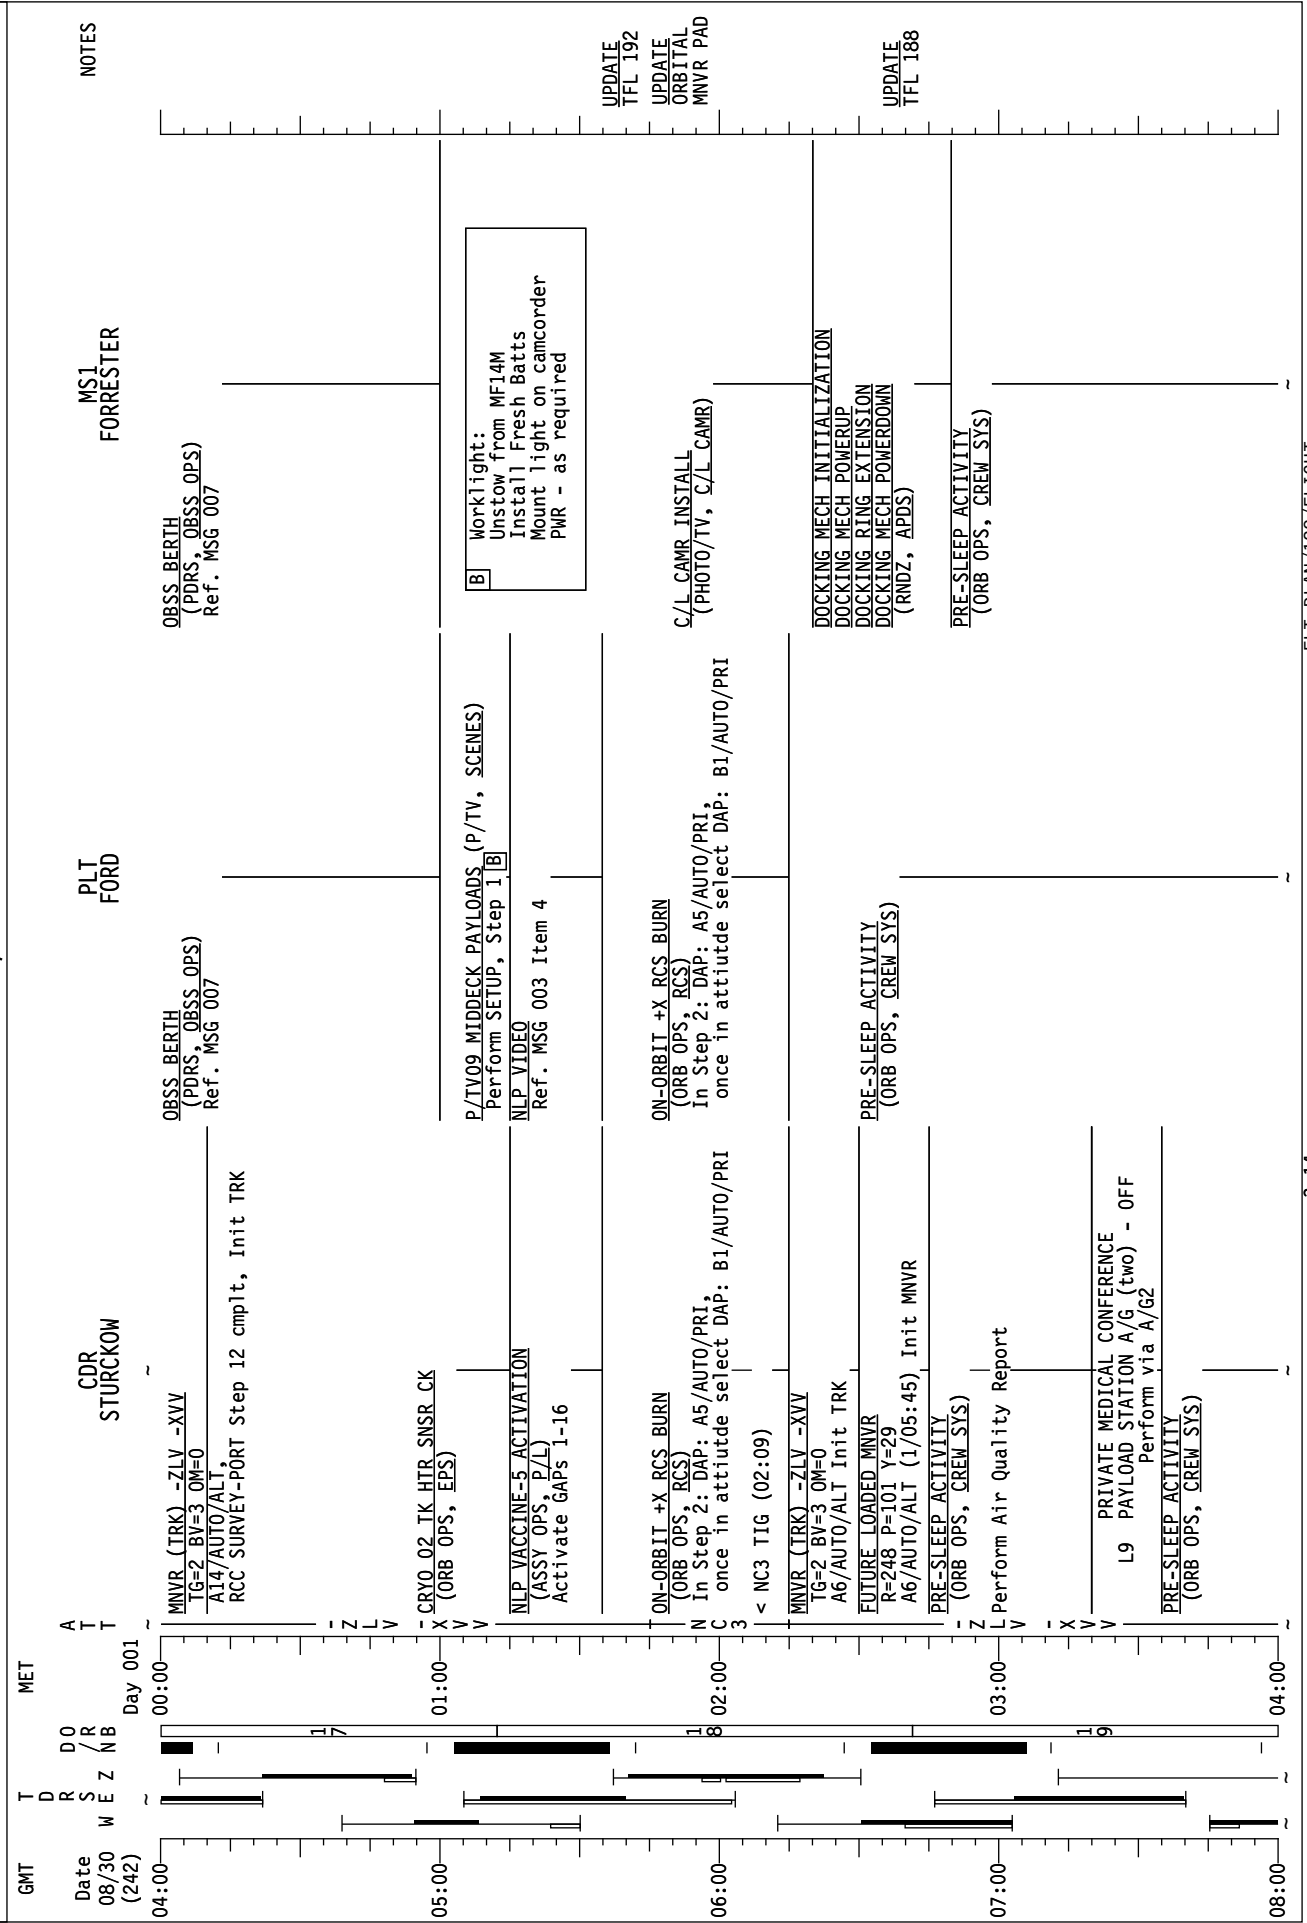 GMT
MET
CDR
STURCKOW
PLT
FORD
MS1
FORRESTER
NOTES
Date
08/30
(242)
T
D
R
S
W E Z
D O
/ R
N B
Day 001
A
T
T
04:00
05:00
06:00
07:00
08:00
17
18
19
00:00
01:00
02:00
03:00
04:00
-ZLV
-XVV
NC3
-ZLV
-XVV
MNVR (TRK) -ZLV -XVV
TG=2 BV=3 OM=0
A14/AUTO/ALT,
RCC SURVEY-PORT Step 12 cmplt, Init TRK
CRYO O2 TK HTR SNSR CK
(ORB OPS, EPS)
NLP VACCINE-5 ACTIVATION
(ASSY OPS, P/L)
Activate GAPs 1-16
ON-ORBIT +X RCS BURN
(ORB OPS, RCS)
In Step 2: DAP: A5/AUTO/PRI,
once in attiutde select DAP: B1/AUTO/PRI
< NC3 TIG (02:09)
MNVR (TRK) -ZLV -XVV
TG=2 BV=3 OM=0
A6/AUTO/ALT Init TRK
FUTURE LOADED MNVR
R=248 P=101 Y=29
A6/AUTO/ALT (1/05:45) Init MNVR
PRE-SLEEP ACTIVITY
(ORB OPS, CREW SYS)
Perform Air Quality Report
PRIVATE MEDICAL CONFERENCE
L9 PAYLOAD STATION A/G (two) - OFF
Perform via A/G2
PRE-SLEEP ACTIVITY
(ORB OPS, CREW SYS)
OBSS BERTH
(PDRS, OBSS OPS)
Ref. MSG 007
P/TV09 MIDDECK PAYLOADS (P/TV, SCENES)
Perform SETUP, Step 1 B
NLP VIDEO
Ref. MSG 003 Item 4
ON-ORBIT +X RCS BURN
(ORB OPS, RCS)
In Step 2: DAP: A5/AUTO/PRI,
once in attiutde select DAP: B1/AUTO/PRI
PRE-SLEEP ACTIVITY
(ORB OPS, CREW SYS)
OBSS BERTH
(PDRS, OBSS OPS)
Ref. MSG 007
B Worklight:
Unstow from MF14M
Install Fresh Batts
Mount light on camcorder
PWR - as required
C/L CAMR INSTALL
(PHOTO/TV, C/L CAMR)
DOCKING MECH INITIALIZATION
DOCKING MECH POWERUP
DOCKING RING EXTENSION
DOCKING MECH POWERDOWN
(RNDZ, APDS)
PRE-SLEEP ACTIVITY
(ORB OPS, CREW SYS)
UPDATE
TFL 192
UPDATE
ORBITAL
MNVR PAD
UPDATE
TFL 188